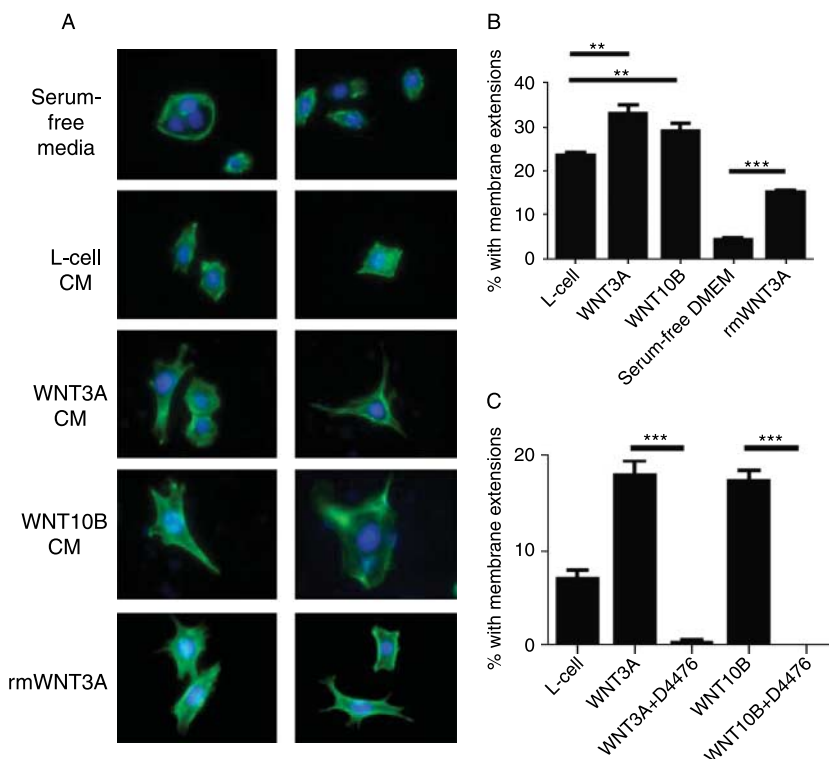 A
Serum-
free
media
L-cell
CM
WNT3A
CM
WNT10B
CM
rmWNT3A
B
**
**
***
% with membrane extensions
40
30
20
10
0
L-cell
WNT3A
WNT10B
Serum-free DMEM
rmWNT3A
C
***
***
% with membrane extensions
20
10
0
L-cell
WNT3A
WNT3A+D4476
WNT10B
WNT10B+D4476